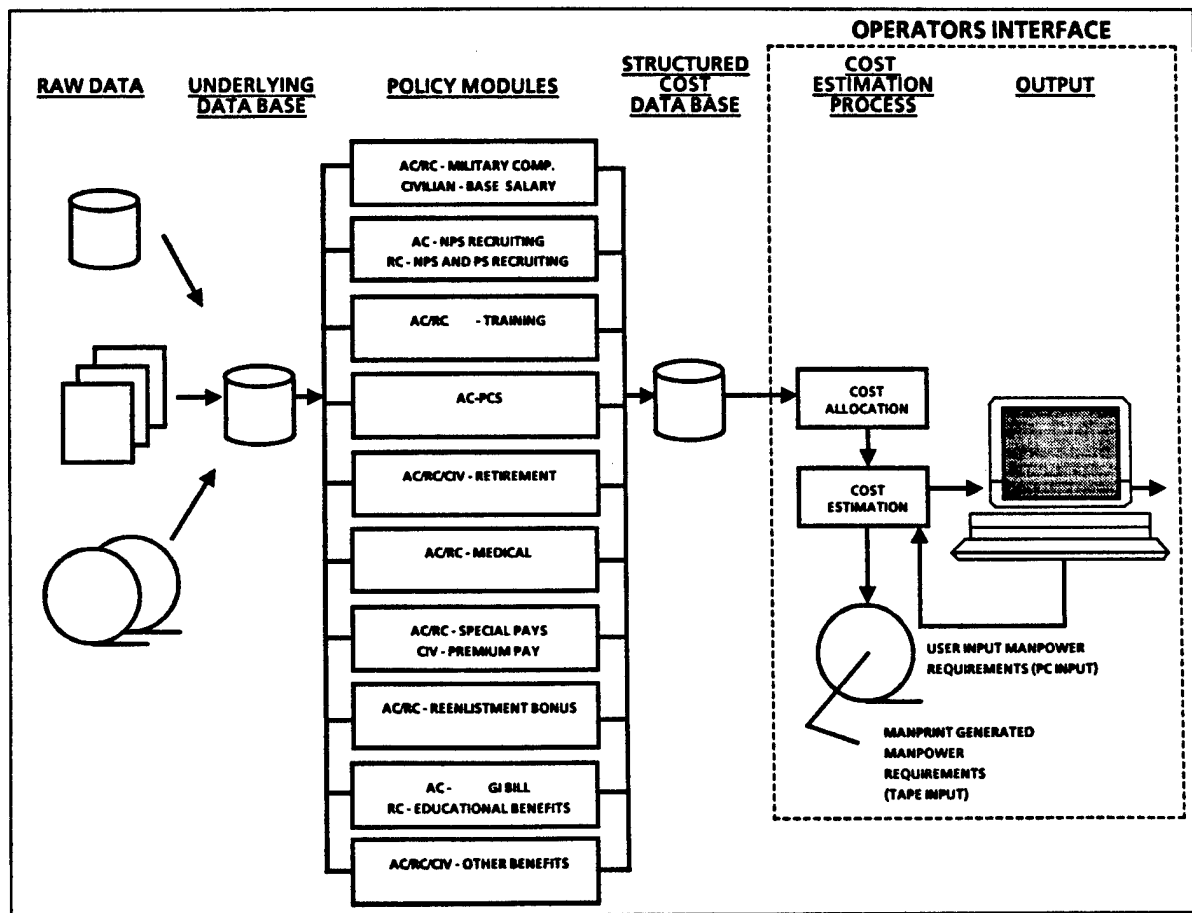 OPERATORS INTERFACE
RAW DATA
UNDERLYING
DATA BASE
POLICY MODULES
STRUCTURED
COST
DATA BASE
COST
ESTIMATION
PROCESS
OUTPUT
AC/RC - MILITARY COMP.
CIVILIAN - BASE SALARY
AC - NPS RECRUITING
RC - NPS AND PS RECRUITING
AC/RC - TRAINING
AC-PCS
AC/RC/CIV - RETIREMENT
AC/RC - MEDICAL
AC/RC - SPECIAL PAYS
CIV - PREMIUM PAY
AC/RC - REENLISTMENT BONUS
AC - GI BILL
RC - EDUCATIONAL BENEFITS
AC/RC/CIV - OTHER BENEFITS
COST
ALLOCATION
COST
ESTIMATION
USER INPUT MANPOWER
REQUIREMENTS (PC INPUT)
MANPRINT GENERATED
MANPOWER
REQUIREMENTS
(TAPE INPUT)